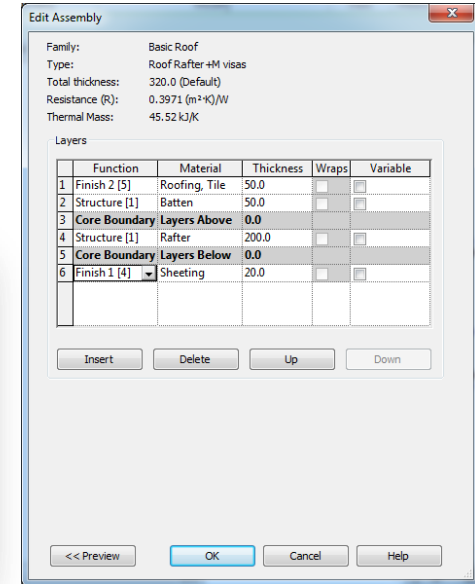 Edit Assembly
Family: Basic Roof
Type: Roof Rafter+M visas
Total thickness: 320.0 (Default)
Resistance (R): 0.3971 (m²·K)/W
Thermal Mass: 45.52 kJ/K
Layers
Function Material Thickness Wraps Variable
1 Finish 2 [5] Roofing, Tile 50.0
2 Structure [1] Batten 50.0
3 Core Boundary Layers Above 0.0
4 Structure [1] Rafter 200.0
5 Core Boundary Layers Below 0.0
6 Finish 1 [4] Sheeting 20.0
Insert Delete Up Down
<< Preview OK Cancel Help